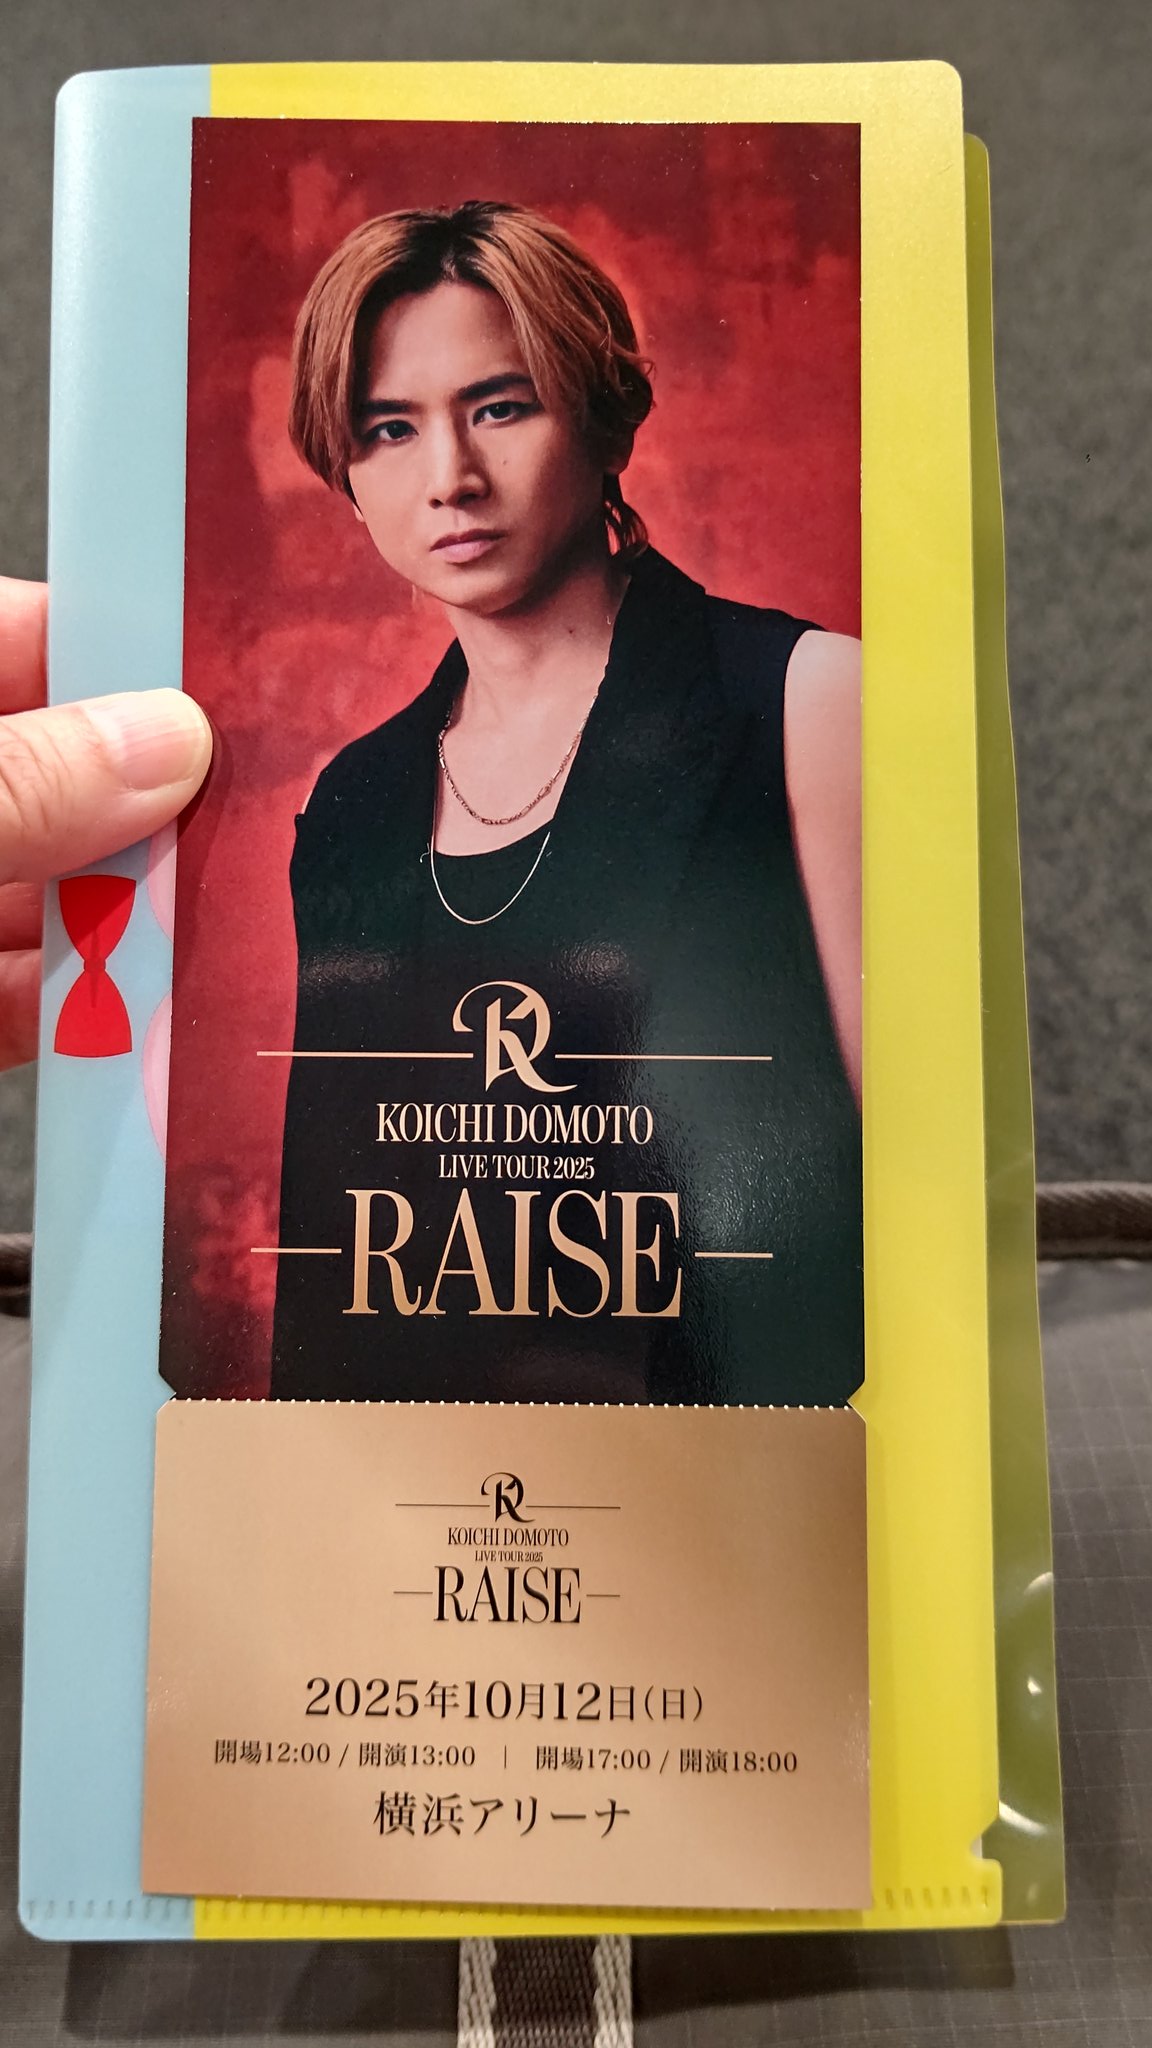 KOICHI DOMOTO
LIVE TOUR 2025
RAISE
KOICHI DOMOTO
LIVE TOUR 2025
RAISE
2025年10月12日(日)
開場12:00 / 開演13:00 | 開場17:00 / 開演18:00
横浜アリーナ